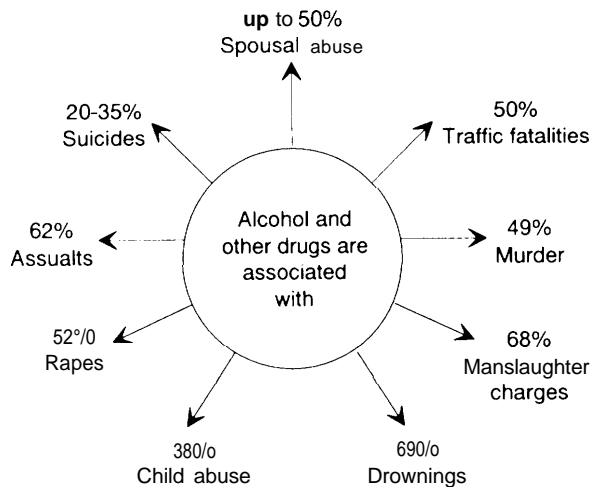 up to 50%
Spousal abuse
50%
Traffic fatalities
49%
Murder
68%
Manslaughter
charges
690/o
Drownings
380/o
Child abuse
52°/0
Rapes
62%
Assualts
20-35%
Suicides
Alcohol and
other drugs are
associated
with